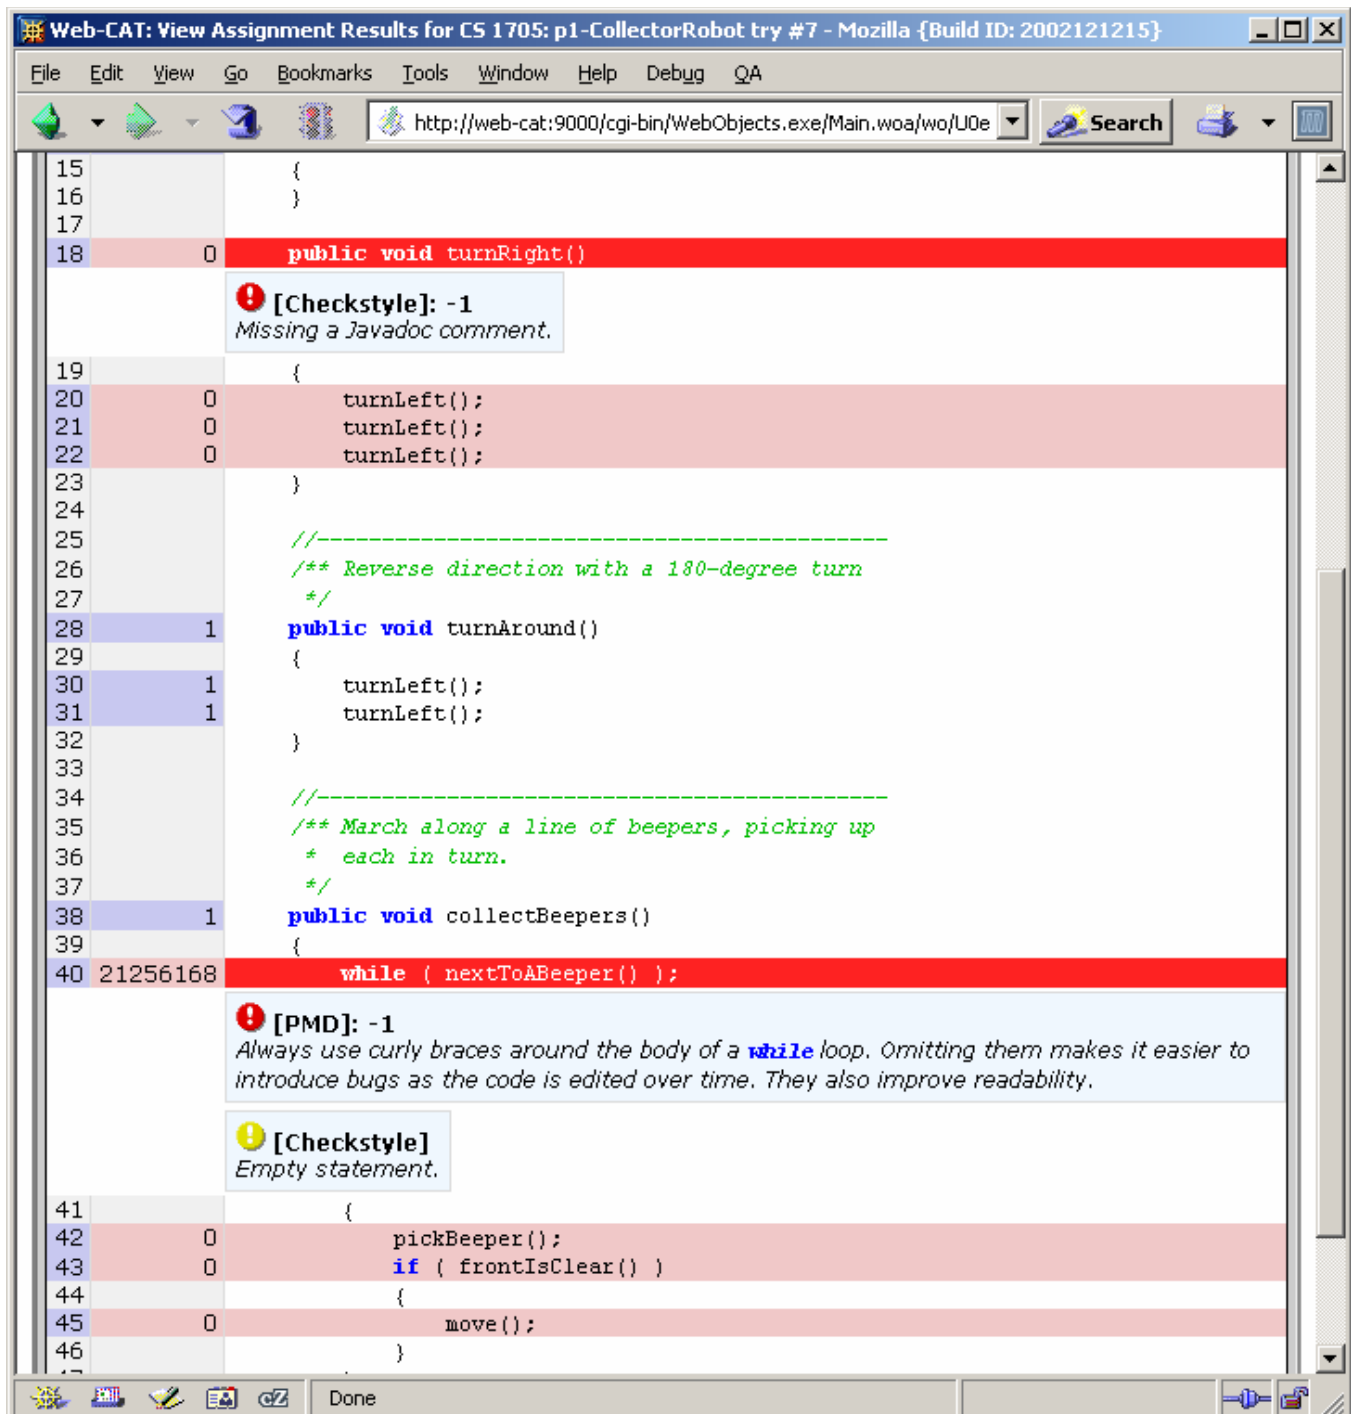 Web-CAT: View Assignment Results for CS 1705: p1-CollectorRobot try #7 - Mozilla {Build ID: 2002121215}
File Edit View Go Bookmarks Tools Window Help Debug QA
http://web-cat:9000/cgi-bin/WebObjects.exe/Main.woa/wo/U0e Search
15 {
16 }
17
18 0 public void turnRight()
[Checkstyle]: -1
Missing a Javadoc comment.
19 {
20 0 turnLeft();
21 0 turnLeft();
22 0 turnLeft();
23 }
24
25 //--------------------------------------------
26 /** Reverse direction with a 180-degree turn
27 */
28 1 public void turnAround()
29 {
30 1 turnLeft();
31 1 turnLeft();
32 }
33
34 //--------------------------------------------
35 /** March along a line of beepers, picking up
36 * each in turn.
37 */
38 1 public void collectBeepers()
39 {
40 21256168 while ( nextToABeeper() );
[PMD]: -1
Always use curly braces around the body of a while loop. Omitting them makes it easier to
introduce bugs as the code is edited over time. They also improve readability.
[Checkstyle]
Empty statement.
41 {
42 0 pickBeeper();
43 0 if ( frontIsClear() )
44 {
45 0 move();
46 }
Done